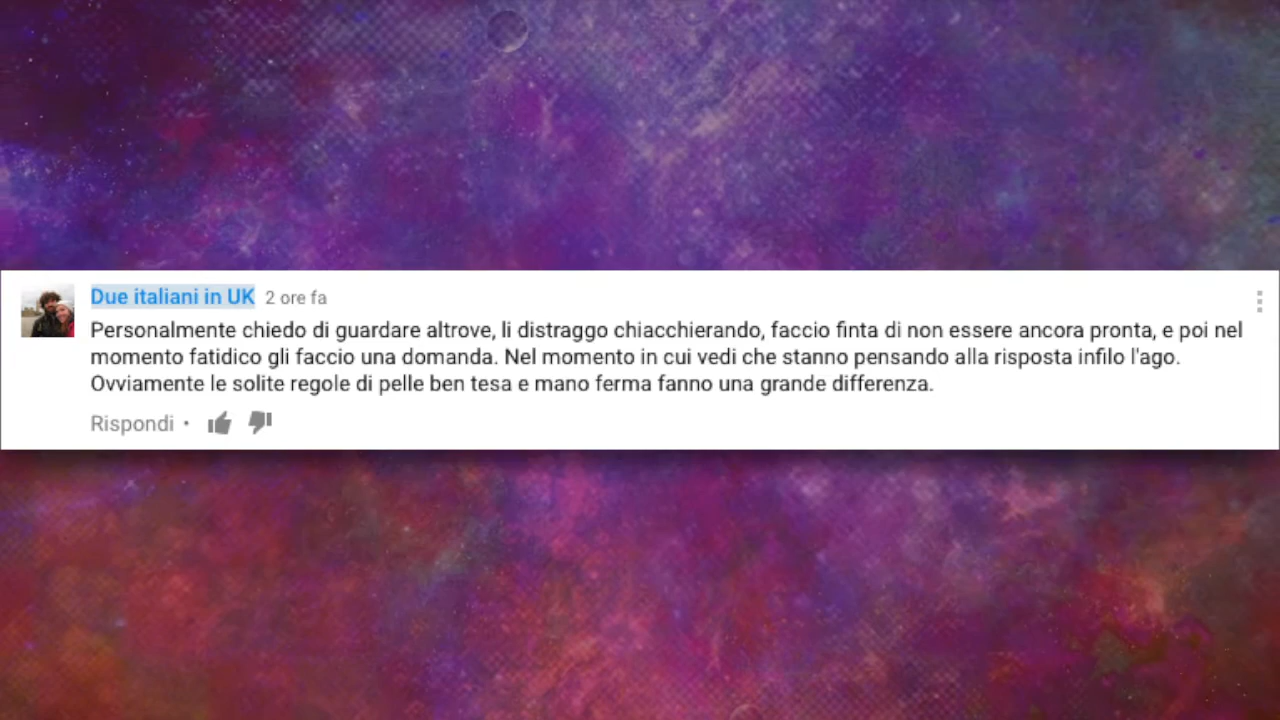 Due italiani in UK 2 ore fa
Personalmente chiedo di guardare altrove, li distraggo chiacchierando, faccio finta di non essere ancora pronta, e poi nel
momento fatidico gli faccio una domanda. Nel momento in cui vedi che stanno pensando alla risposta infilo l'ago.
Ovviamente le solite regole di pelle ben tesa e mano ferma fanno una grande differenza.
Rispondi •